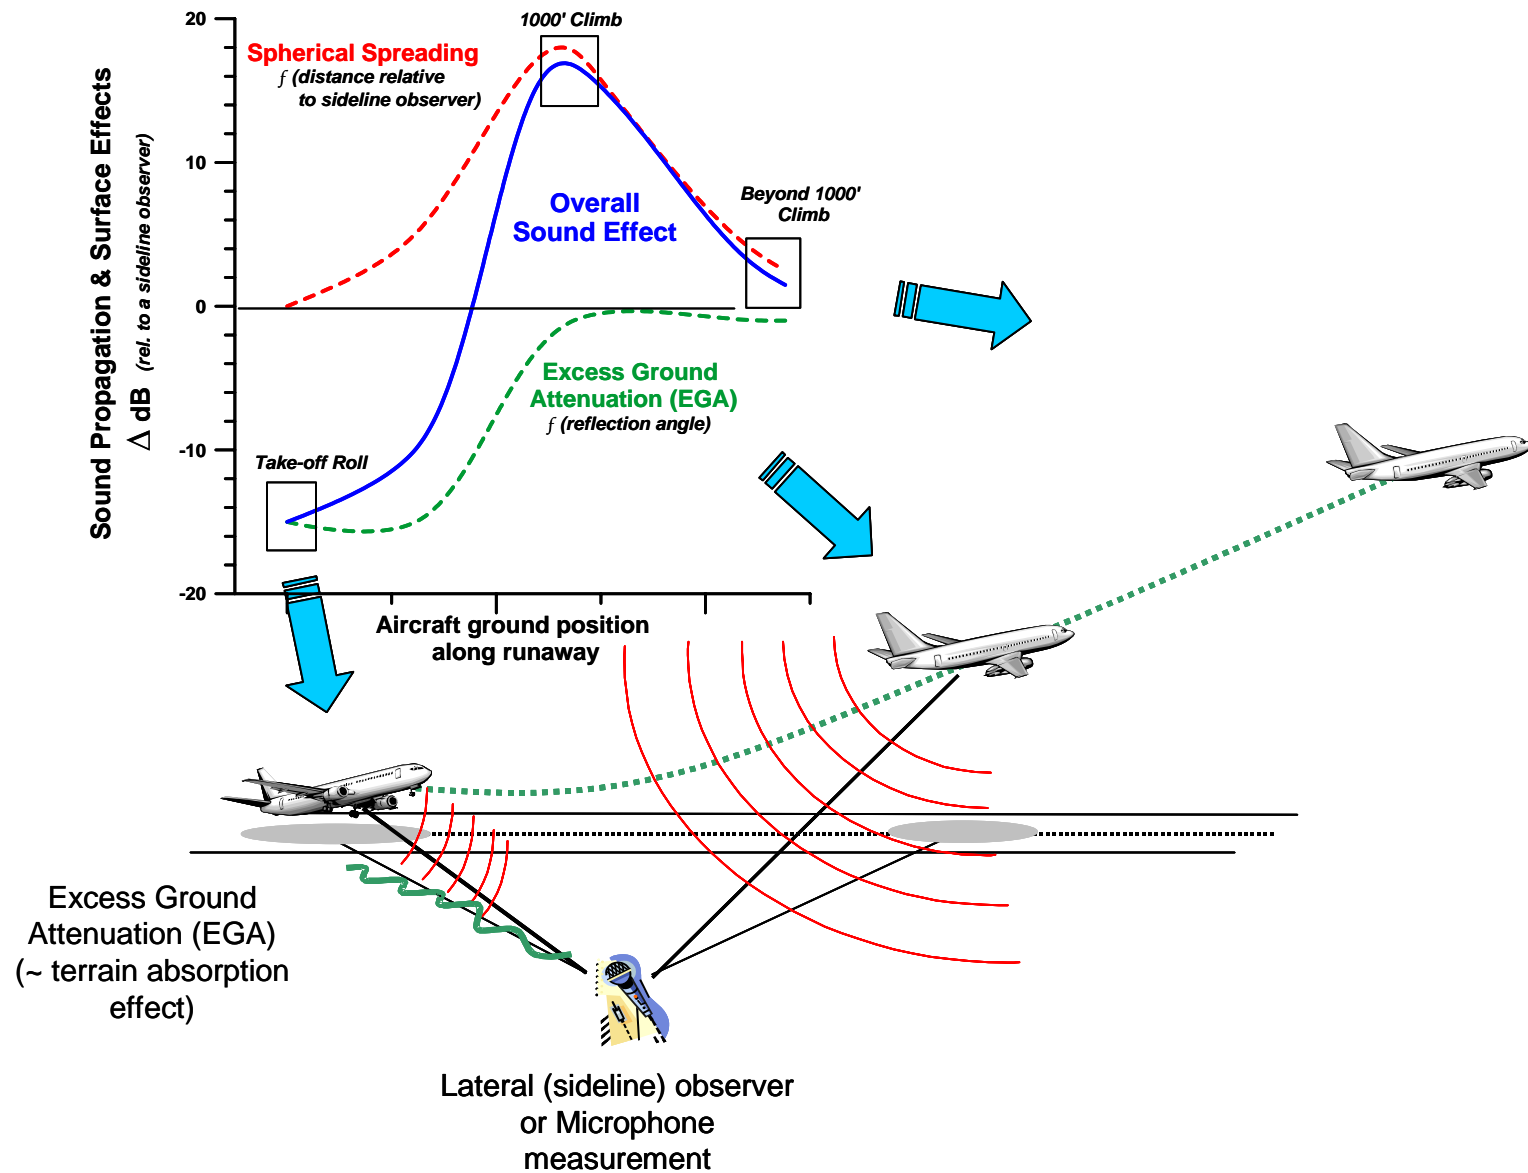 20
10
0
-10
-20
Sound Propagation & Surface Effects
Δ dB (rel. to a sideline observer)
1000' Climb
Spherical Spreading
f (distance relative
to sideline observer)
Overall
Sound Effect
Beyond 1000'
Climb
Excess Ground
Attenuation (EGA)
f (reflection angle)
Take-off Roll
Aircraft ground position
along runaway
Excess Ground
Attenuation (EGA)
(~ terrain absorption
effect)
Lateral (sideline) observer
or Microphone
measurement